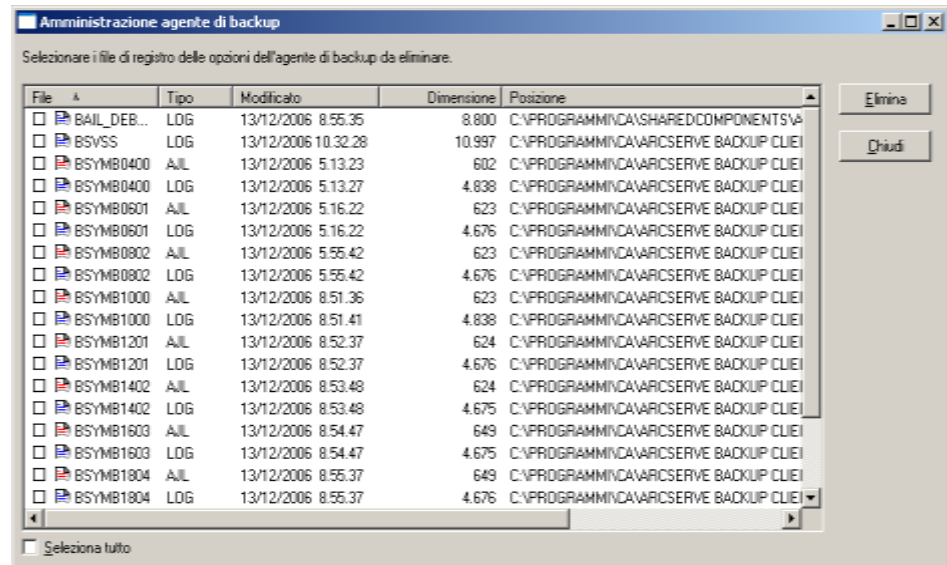 Amministrazione agente di backup
Selezionare i file di registro delle opzioni dell'agente di backup da eliminare.
File Tipo Modificato Dimensione Posizione
BAIL_DEB... LOG 13/12/2006 8.55.35 8.800 C:\PROGRAMMI\CA\SHAREDCOMPONENTS\A
BSVSS LOG 13/12/2006 10.32.28 10.997 C:\PROGRAMMI\CA\ARCSERVE BACKUP CLIE
BSYMB0400 AJL 13/12/2006 5.13.23 602 C:\PROGRAMMI\CA\ARCSERVE BACKUP CLIE
BSYMB0400 LOG 13/12/2006 5.13.27 4.838 C:\PROGRAMMI\CA\ARCSERVE BACKUP CLIE
BSYMB0601 AJL 13/12/2006 5.16.22 623 C:\PROGRAMMI\CA\ARCSERVE BACKUP CLIE
BSYMB0601 LOG 13/12/2006 5.16.22 4.676 C:\PROGRAMMI\CA\ARCSERVE BACKUP CLIE
BSYMB0802 AJL 13/12/2006 5.55.42 623 C:\PROGRAMMI\CA\ARCSERVE BACKUP CLIE
BSYMB0802 LOG 13/12/2006 5.55.42 4.676 C:\PROGRAMMI\CA\ARCSERVE BACKUP CLIE
BSYMB1000 AJL 13/12/2006 8.51.36 623 C:\PROGRAMMI\CA\ARCSERVE BACKUP CLIE
BSYMB1000 LOG 13/12/2006 8.51.41 4.838 C:\PROGRAMMI\CA\ARCSERVE BACKUP CLIE
BSYMB1201 AJL 13/12/2006 8.52.37 624 C:\PROGRAMMI\CA\ARCSERVE BACKUP CLIE
BSYMB1201 LOG 13/12/2006 8.52.37 4.676 C:\PROGRAMMI\CA\ARCSERVE BACKUP CLIE
BSYMB1402 AJL 13/12/2006 8.53.48 624 C:\PROGRAMMI\CA\ARCSERVE BACKUP CLIE
BSYMB1402 LOG 13/12/2006 8.53.48 4.675 C:\PROGRAMMI\CA\ARCSERVE BACKUP CLIE
BSYMB1603 AJL 13/12/2006 8.54.47 649 C:\PROGRAMMI\CA\ARCSERVE BACKUP CLIE
BSYMB1603 LOG 13/12/2006 8.54.47 4.675 C:\PROGRAMMI\CA\ARCSERVE BACKUP CLIE
BSYMB1804 AJL 13/12/2006 8.55.37 649 C:\PROGRAMMI\CA\ARCSERVE BACKUP CLIE
BSYMB1804 LOG 13/12/2006 8.55.37 4.676 C:\PROGRAMMI\CA\ARCSERVE BACKUP CLIE
Seleziona tutto
Elimina
Chiudi